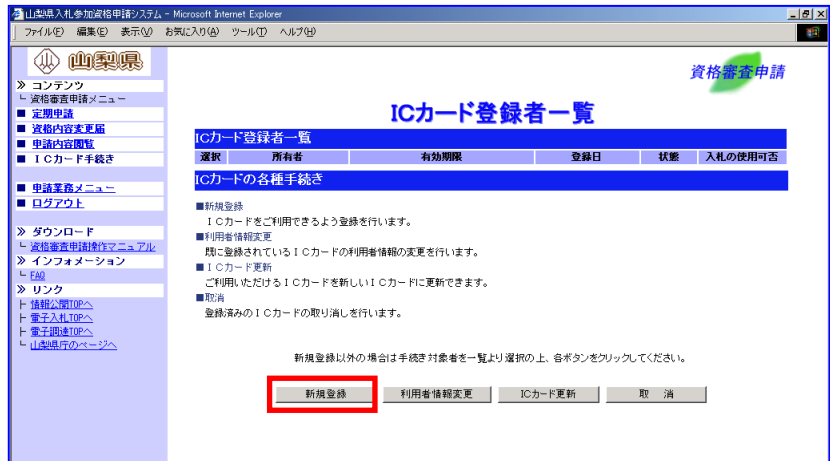 山梨県入札参加資格申請システム - Microsoft Internet Explorer
ファイル(F) 編集(E) 表示(V) お気に入り(A) ツール(T) ヘルプ(H)
山梨県
資格審査申請
≫ コンテンツ
└ 資格審査申請メニュー
■ 定期申請
■ 資格内容変更届
■ 申請内容閲覧
■ ＩＣカード手続き
■ 申請業務メニュー
■ ログアウト
≫ ダウンロード
└ 資格審査申請操作マニュアル
≫ インフォメーション
└ FAQ
≫ リンク
├ 情報公開TOPへ
├ 電子入札TOPへ
├ 電子調達TOPへ
└ 山梨県庁のページへ
ICカード登録者一覧
ICカード登録者一覧
選択 所有者 有効期限 登録日 状態 入札の使用可否
ICカードの各種手続き
■新規登録
ＩＣカードをご利用できるよう登録を行います。
■利用者情報変更
既に登録されているＩＣカードの利用者情報の変更を行います。
■ＩＣカード更新
ご利用いただけるＩＣカードを新しいＩＣカードに更新できます。
■取消
登録済みのＩＣカードの取り消しを行います。
新規登録以外の場合は手続き対象者を一覧より選択の上、各ボタンをクリックしてください。
新規登録 利用者情報変更 ICカード更新 取 消